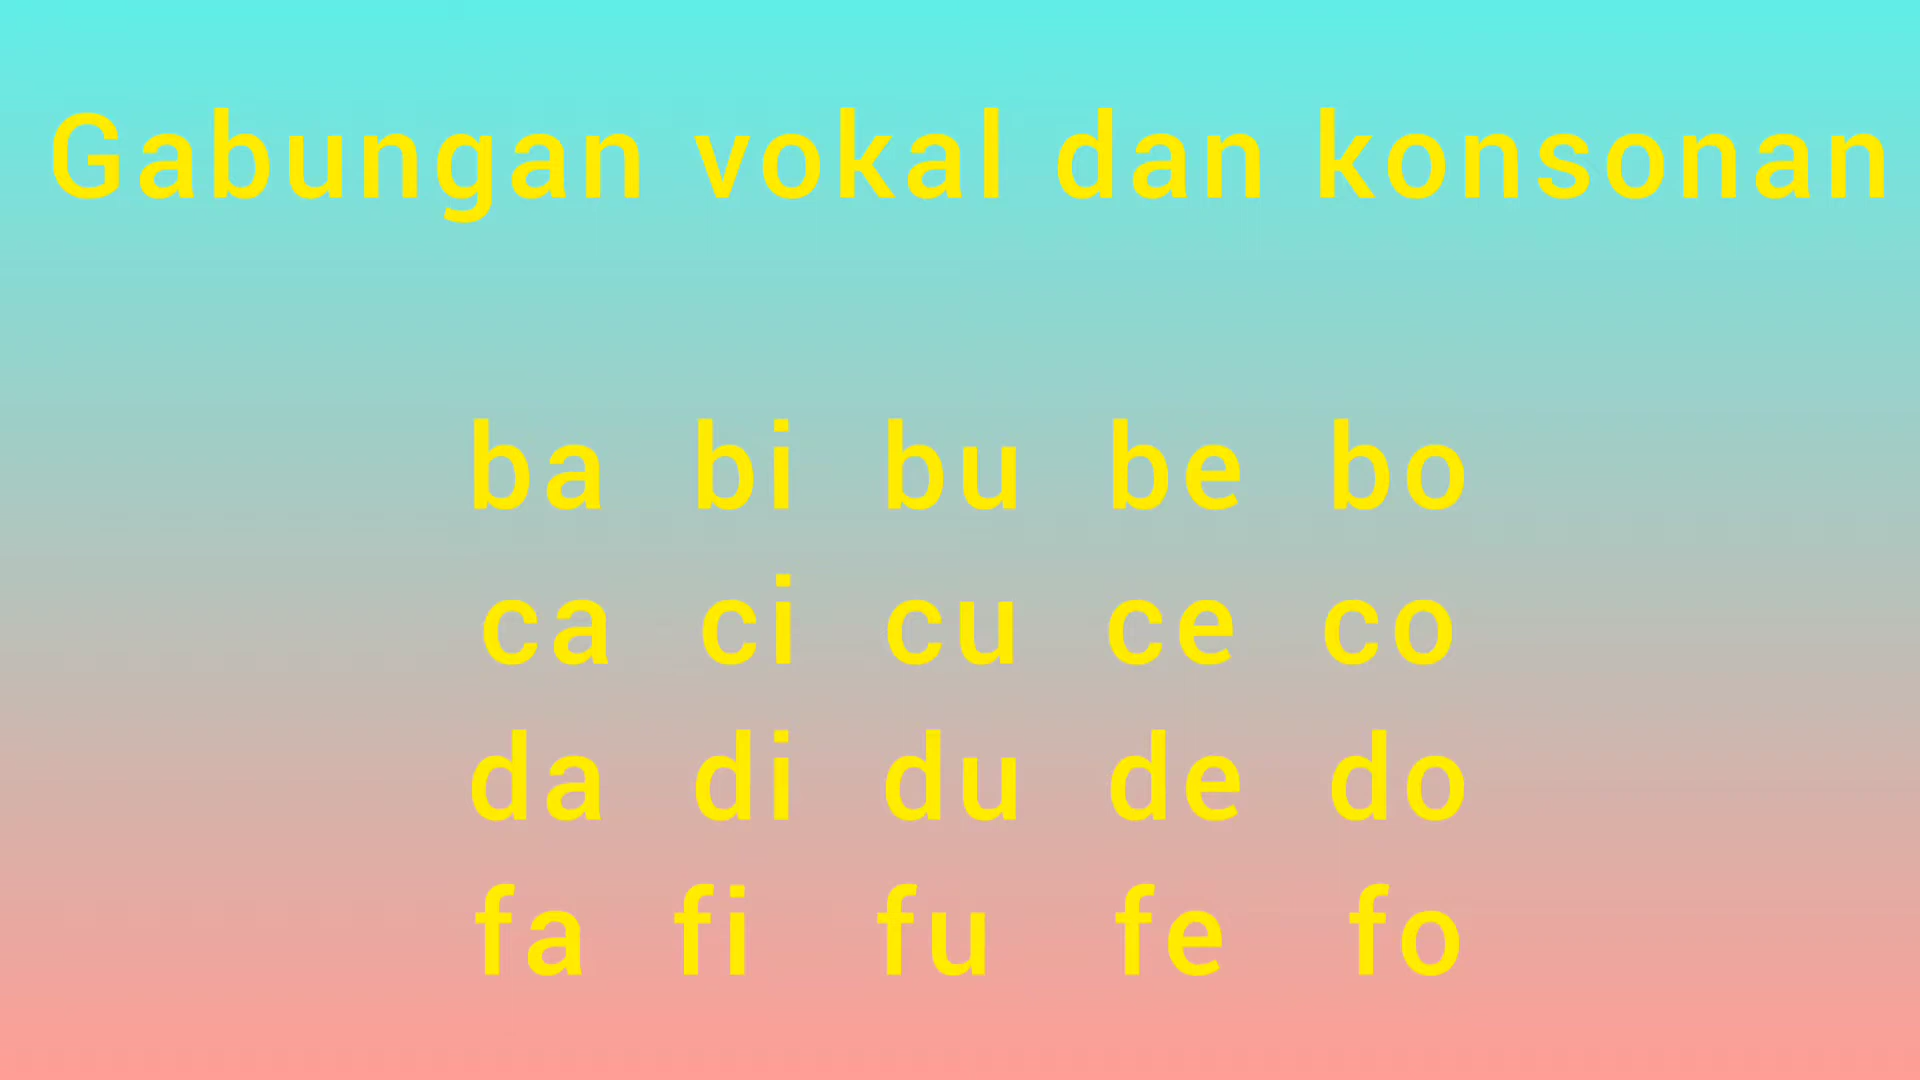 Gabungan vokal dan konsonan
ba bi bu be bo
ca ci cu ce co
da di du de do
fa fi fu fe fo